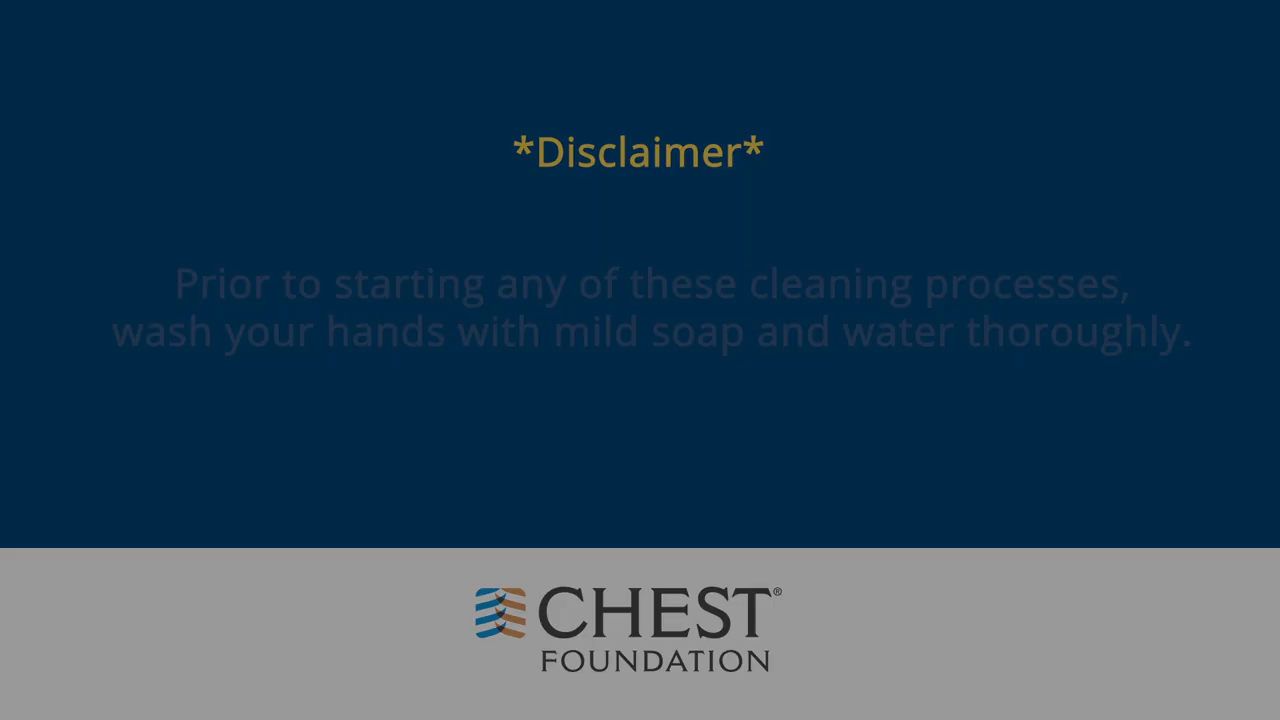 *Disclaimer*
Prior to starting any of these cleaning processes,
wash your hands with mild soap and water thoroughly.
CHEST®
FOUNDATION